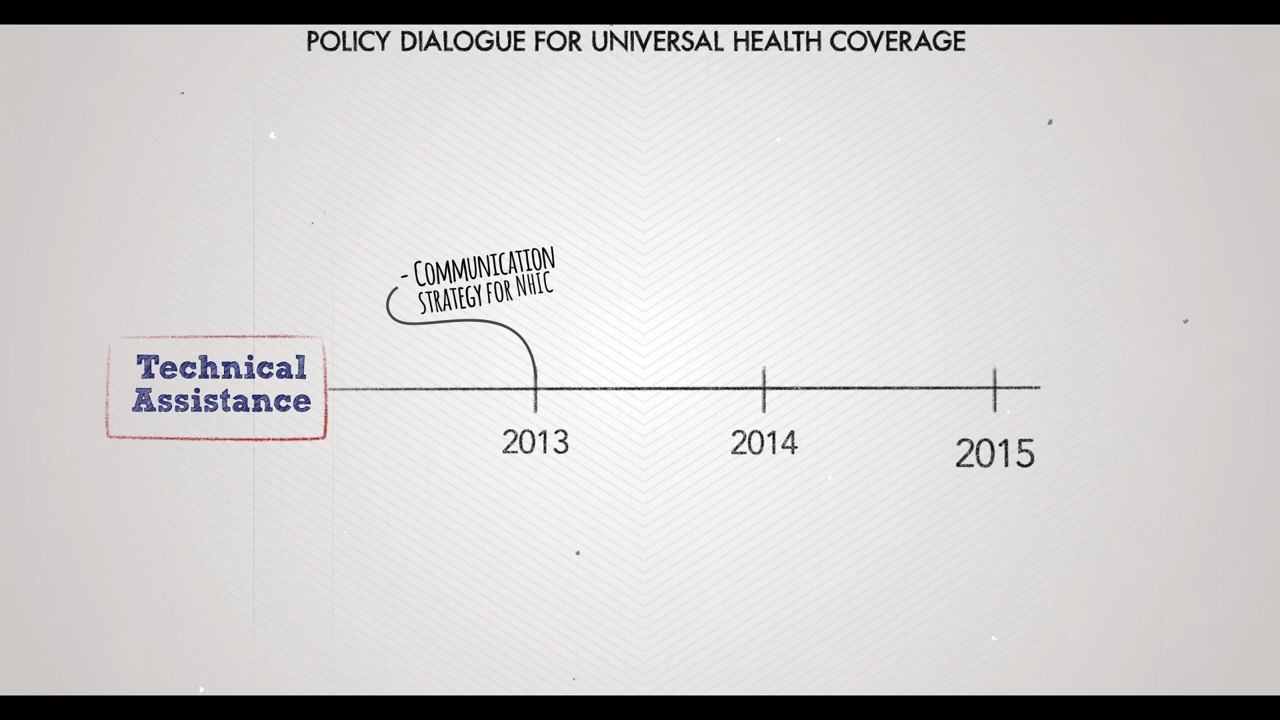 POLICY DIALOGUE FOR UNIVERSAL HEALTH COVERAGE
- COMMUNICATION
STRATEGY FOR NHIC
Technical
Assistance
2013
2014
2015